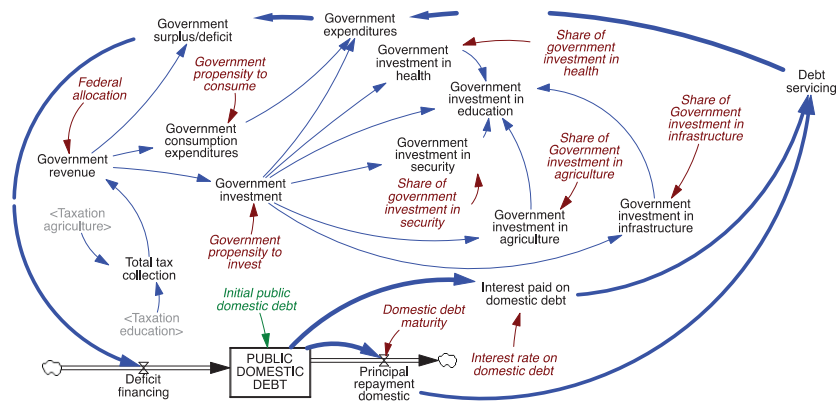 Government
surplus/deficit
Government
expenditures
Share of
government
investment in
health
Government
investment in
health
Debt
servicing
Federal
allocation
Government
propensity to
consume
Government
investment in
education
Share of
Government
investment in
infrastructure
Government
consumption
expenditures
Government
revenue
Government
investment in
security
Share of
Government
investment in
agriculture
Government
investment
Share of
government
investment in
security
Government
investment in
agriculture
Government
investment in
infrastructure
<Taxation
agriculture>
Government
propensity to
invest
Total tax
collection
Initial public
domestic debt
Interest paid on
domestic debt
<Taxation
education>
Domestic debt
maturity
PUBLIC
DOMESTIC
DEBT
Interest rate on
domestic debt
Deficit
financing
Principal
repayment
domestic